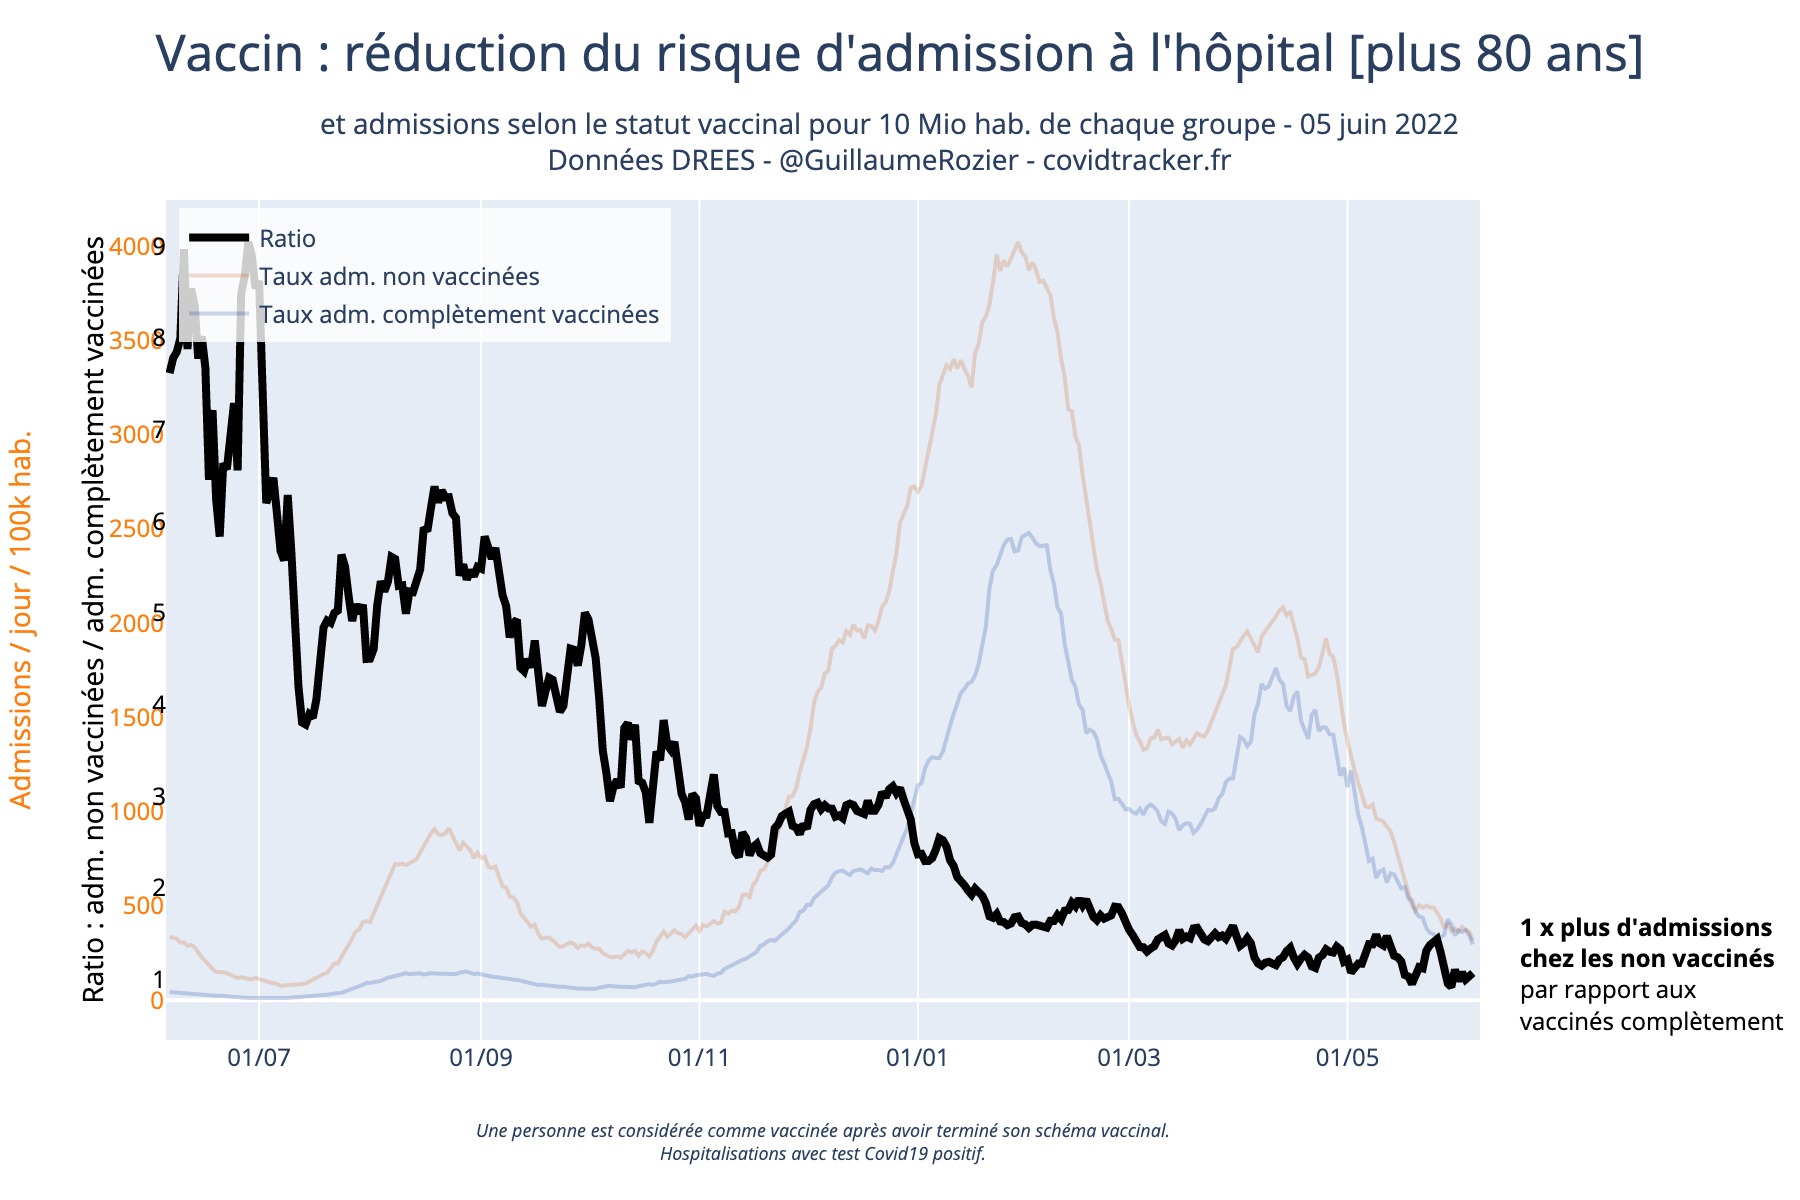 Vaccin : réduction du risque d'admission à l'hôpital [plus 80 ans]
et admissions selon le statut vaccinal pour 10 Mio hab. de chaque groupe - 05 juin 2022
Données DREES - @GuillaumeRozier - covidtracker.fr
Admissions / jour / 100k hab.
Ratio : adm. non vaccinées / adm. complètement vaccinées
4000
3500
3000
2500
2000
1500
1000
500
0
9
8
7
6
5
4
3
2
1
Ratio
Taux adm. non vaccinées
Taux adm. complètement vaccinées
1 x plus d'admissions
chez les non vaccinés
par rapport aux
vaccinés complètement
01/07
01/09
01/11
01/01
01/03
01/05
Une personne est considérée comme vaccinée après avoir terminé son schéma vaccinal.
Hospitalisations avec test Covid19 positif.